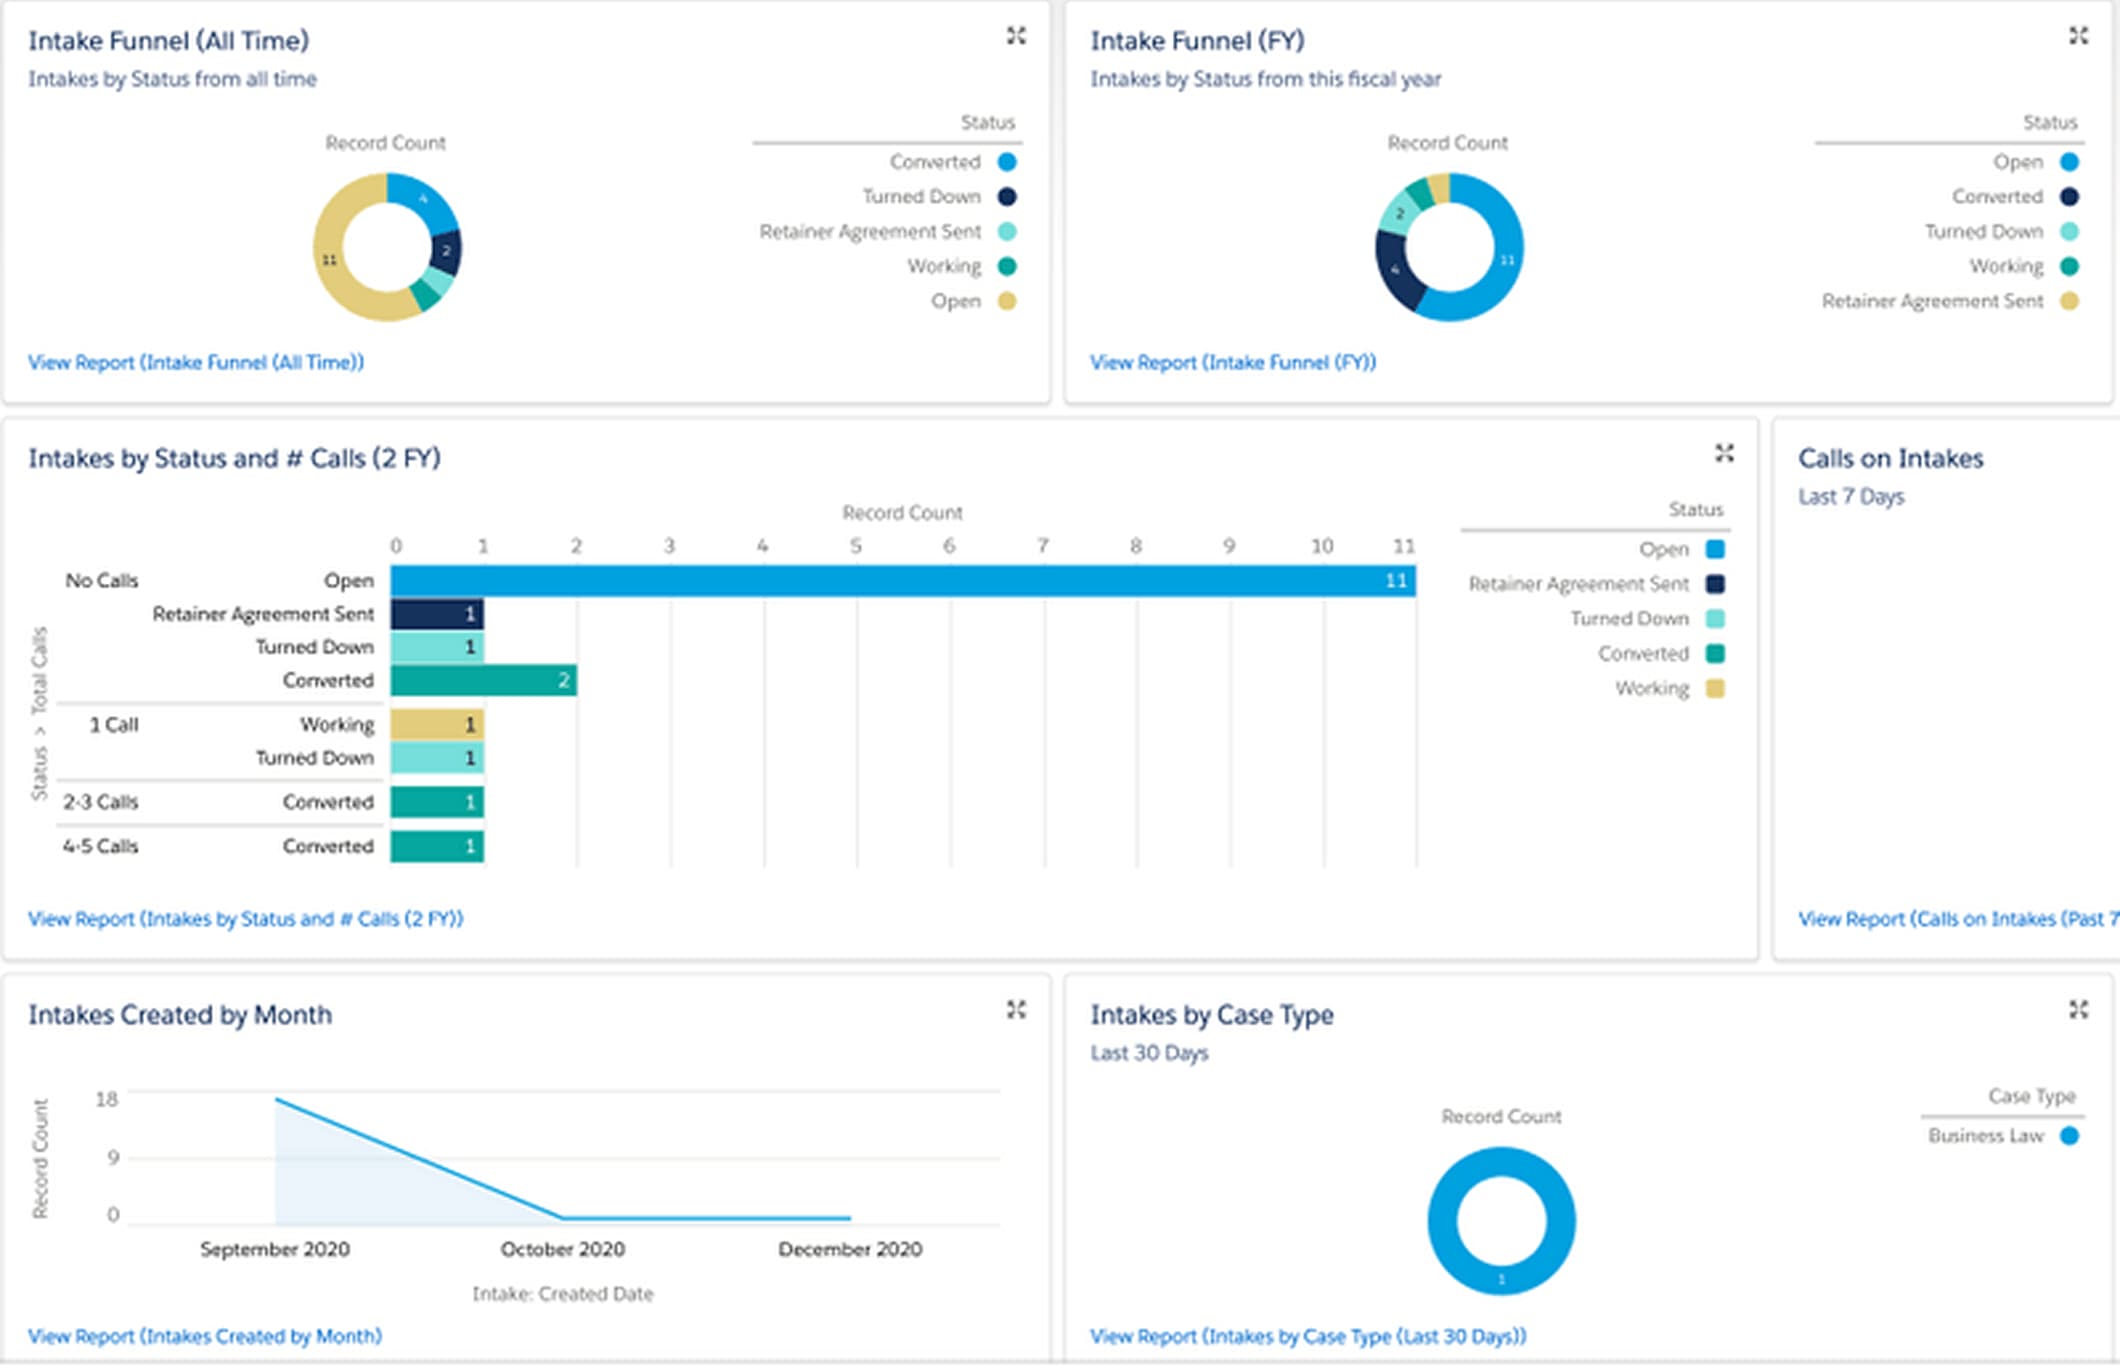 Intake Funnel (All Time)
Intakes by Status from all time
Record Count
4
2
11
Status
Converted
Turned Down
Retainer Agreement Sent
Working
Open
View Report (Intake Funnel (All Time))
Intake Funnel (FY)
Intakes by Status from this fiscal year
Record Count
2
4
11
Status
Open
Converted
Turned Down
Working
Retainer Agreement Sent
View Report (Intake Funnel (FY))
Intakes by Status and # Calls (2 FY)
Record Count
0 1 2 3 4 5 6 7 8 9 10 11
Status > Total Calls
No Calls Open 11
Retainer Agreement Sent 1
Turned Down 1
Converted 2
1 Call Working 1
Turned Down 1
2-3 Calls Converted 1
4-5 Calls Converted 1
Status
Open
Retainer Agreement Sent
Turned Down
Converted
Working
View Report (Intakes by Status and # Calls (2 FY))
Calls on Intakes
Last 7 Days
View Report (Calls on Intakes (Past 7
Intakes Created by Month
Record Count
18
9
0
September 2020 October 2020 December 2020
Intake: Created Date
View Report (Intakes Created by Month)
Intakes by Case Type
Last 30 Days
Record Count
1
Case Type
Business Law
View Report (Intakes by Case Type (Last 30 Days))